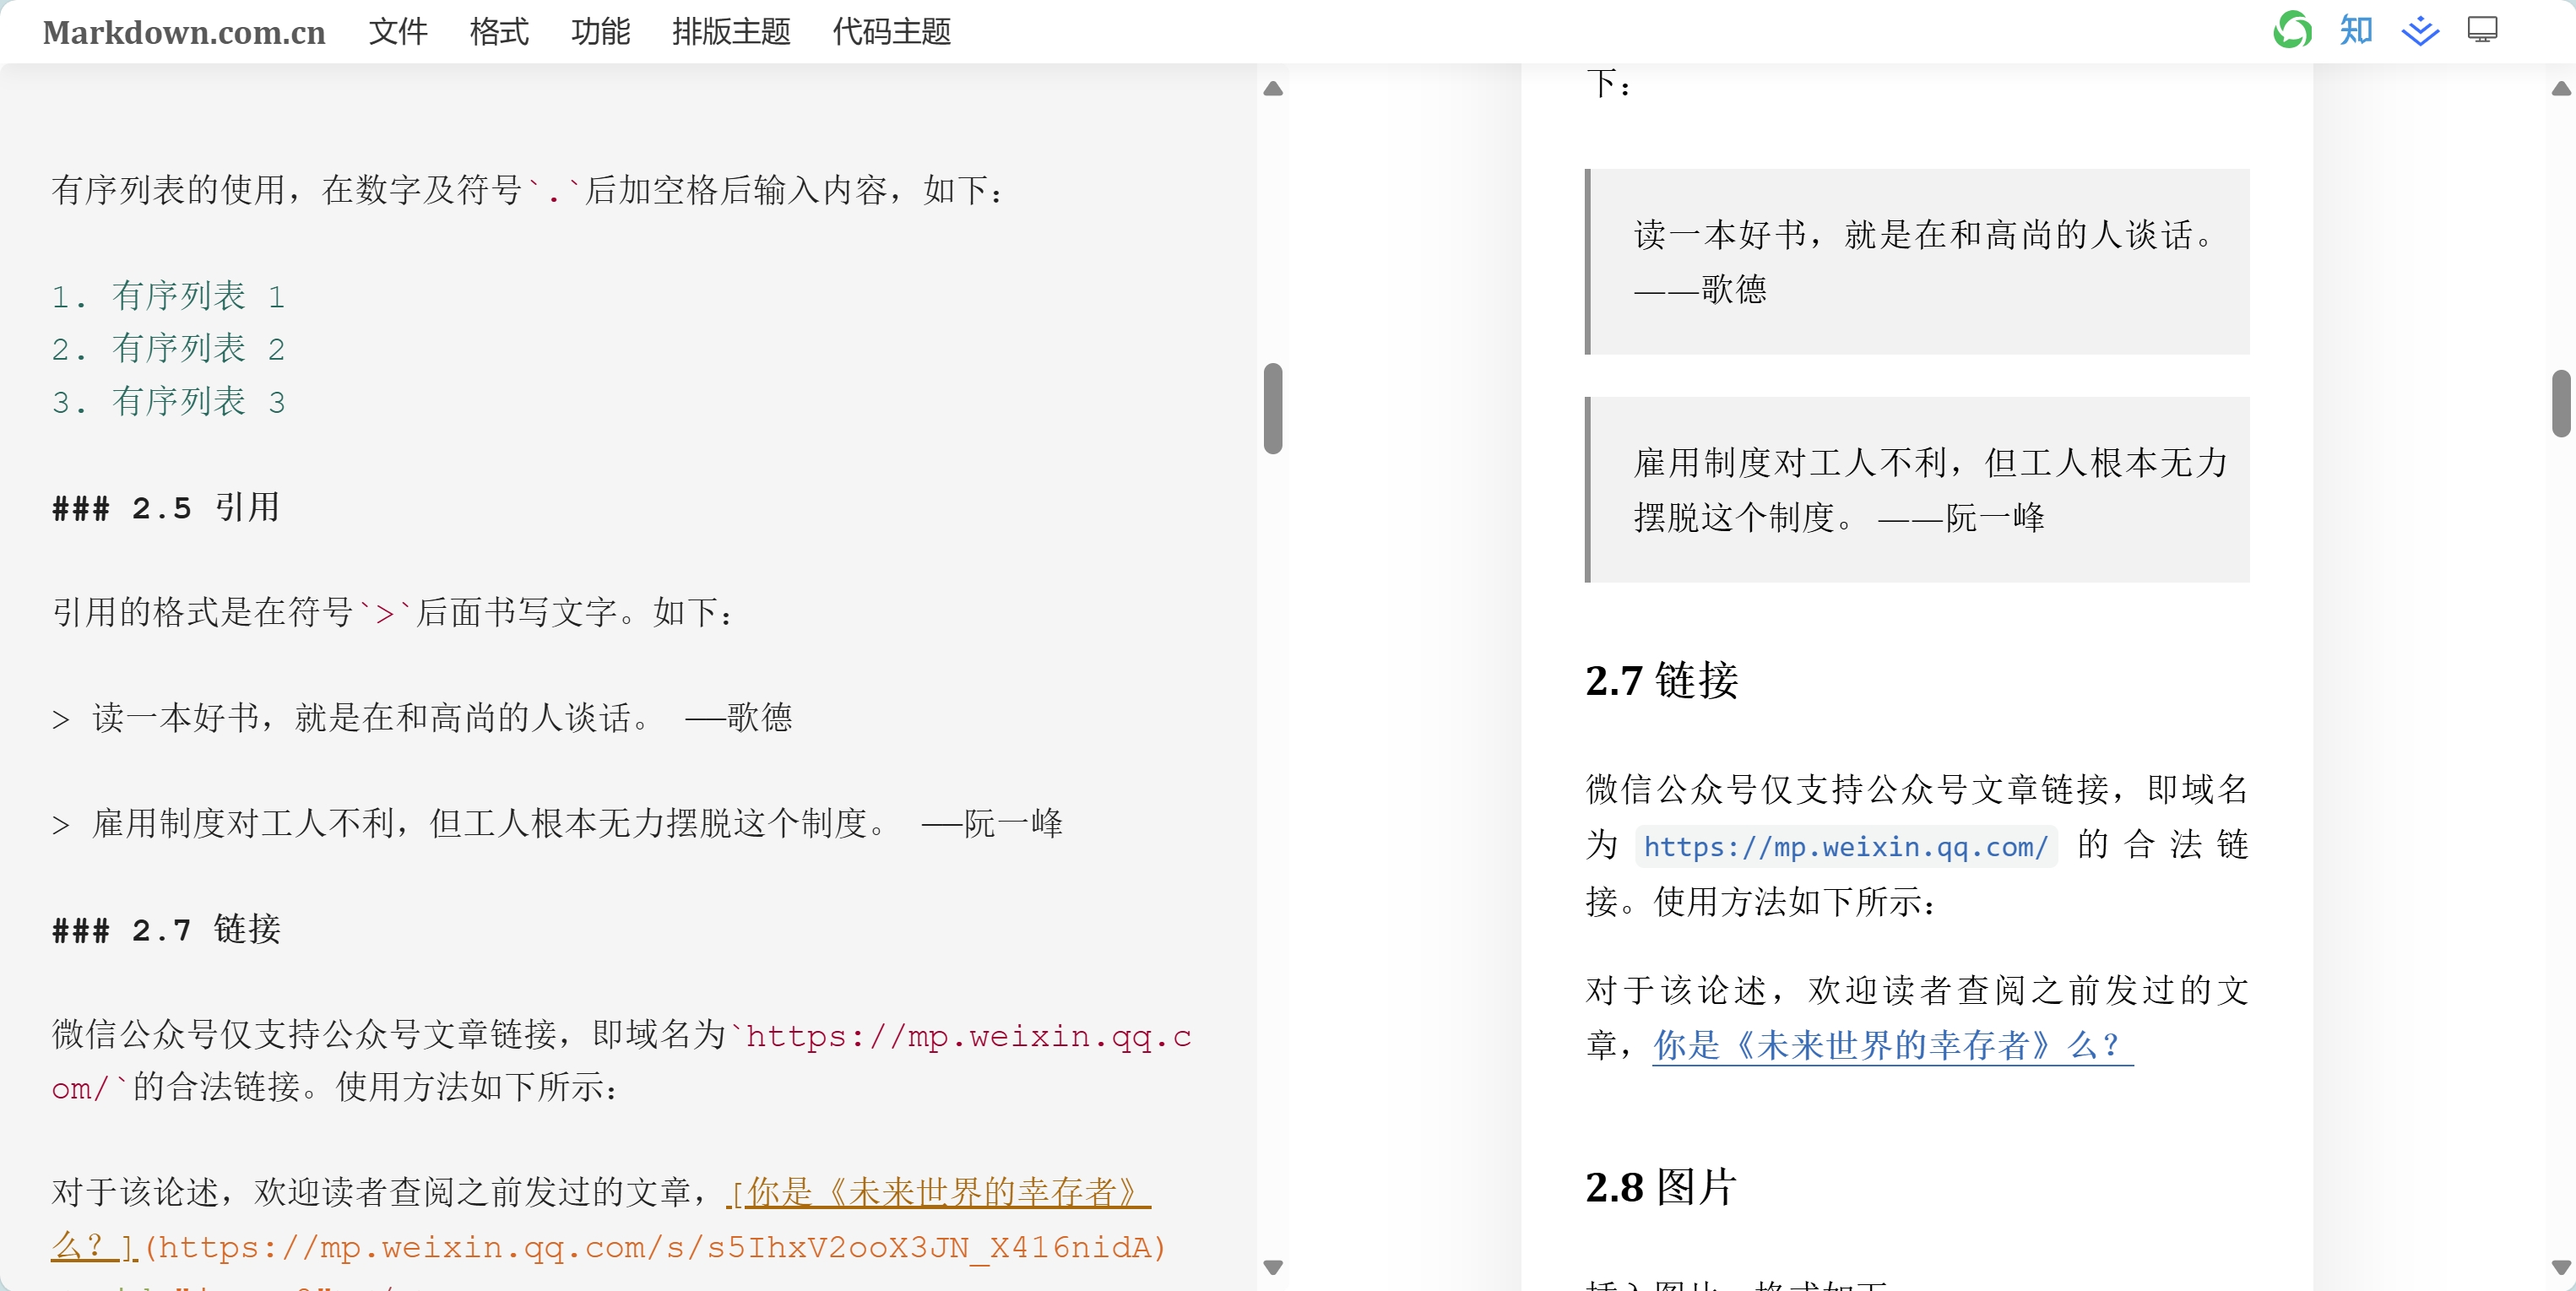 Markdown.com.cn 文件 格式 功能 排版主题 代码主题
知
有序列表的使用，在数字及符号`.`后加空格后输入内容，如下：
1. 有序列表 1
2. 有序列表 2
3. 有序列表 3
### 2.5 引用
引用的格式是在符号`>`后面书写文字。如下：
> 读一本好书，就是在和高尚的人谈话。 ——歌德
> 雇用制度对工人不利，但工人根本无力摆脱这个制度。 ——阮一峰
### 2.7 链接
微信公众号仅支持公众号文章链接，即域名为`https://mp.weixin.qq.c
om/`的合法链接。使用方法如下所示：
对于该论述，欢迎读者查阅之前发过的文章，[你是《未来世界的幸存者》
么？](https://mp.weixin.qq.com/s/s5IhxV2ooX3JN_X416nidA)
下：
读一本好书，就是在和高尚的人谈话。
——歌德
雇用制度对工人不利，但工人根本无力
摆脱这个制度。 ——阮一峰
2.7 链接
微信公众号仅支持公众号文章链接，即域名
为 https://mp.weixin.qq.com/ 的合法链
接。使用方法如下所示：
对于该论述，欢迎读者查阅之前发过的文
章，你是《未来世界的幸存者》么？
2.8 图片